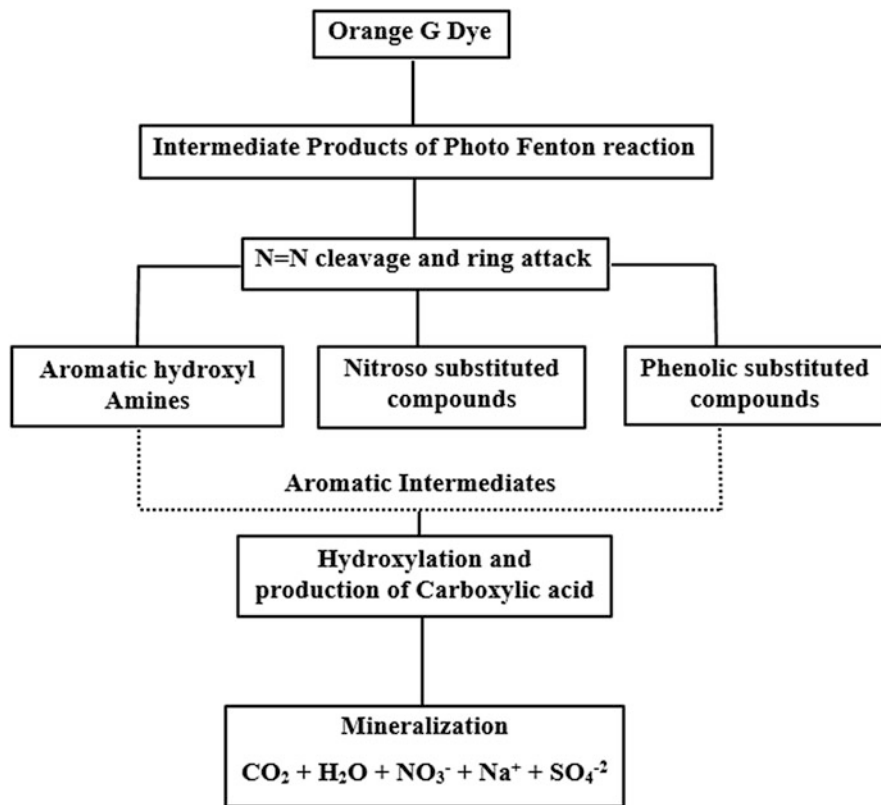 Orange G Dye
Intermediate Products of Photo Fenton reaction
N=N cleavage and ring attack
Aromatic hydroxyl
Amines
Nitroso substituted
compounds
Phenolic substituted
compounds
Aromatic Intermediates
Hydroxylation and
production of Carboxylic acid
Mineralization
CO₂ + H₂O + NO₃⁻ + Na⁺ + SO₄⁻²